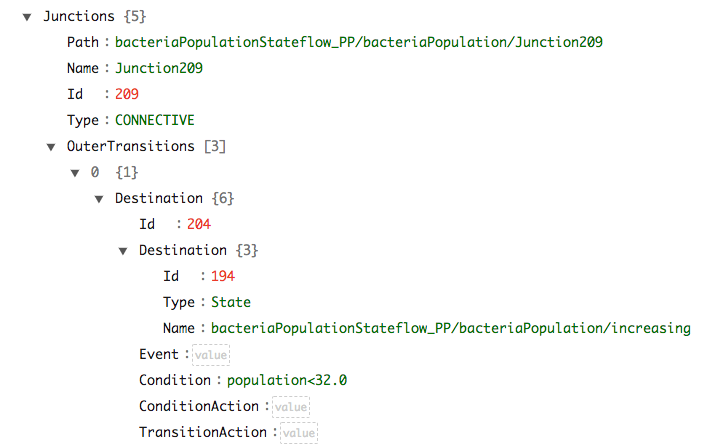 ▼ Junctions {5}
Path : bacteriaPopulationStateflow_PP/bacteriaPopulation/Junction209
Name : Junction209
Id : 209
Type : CONNECTIVE
▼ OuterTransitions [3]
▼ 0 {1}
▼ Destination {6}
Id : 204
▼ Destination {3}
Id : 194
Type : State
Name : bacteriaPopulationStateflow_PP/bacteriaPopulation/increasing
Event : value
Condition : population<32.0
ConditionAction : value
TransitionAction : value